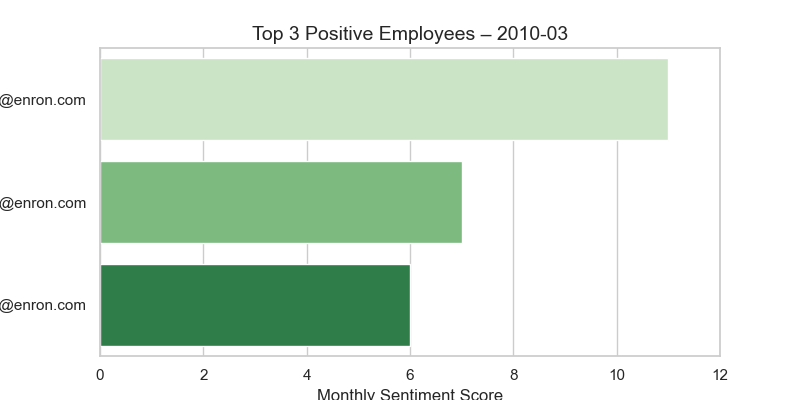 Top 3 Positive Employees – 2010-03
@enron.com
@enron.com
@enron.com
0 2 4 6 8 10 12
Monthly Sentiment Score